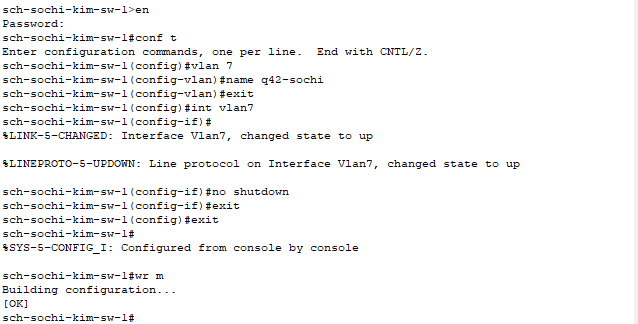 sch-sochi-kim-sw-1>en
Password:
sch-sochi-kim-sw-1#conf t
Enter configuration commands, one per line.  End with CNTL/Z.
sch-sochi-kim-sw-1(config)#vlan 7
sch-sochi-kim-sw-1(config-vlan)#name q42-sochi
sch-sochi-kim-sw-1(config-vlan)#exit
sch-sochi-kim-sw-1(config)#int vlan7
sch-sochi-kim-sw-1(config-if)#
%LINK-5-CHANGED: Interface Vlan7, changed state to up
%LINEPROTO-5-UPDOWN: Line protocol on Interface Vlan7, changed state to up
sch-sochi-kim-sw-1(config-if)#no shutdown
sch-sochi-kim-sw-1(config-if)#exit
sch-sochi-kim-sw-1(config)#exit
sch-sochi-kim-sw-1#
%SYS-5-CONFIG_I: Configured from console by console
sch-sochi-kim-sw-1#wr m
Building configuration...
[OK]
sch-sochi-kim-sw-1#